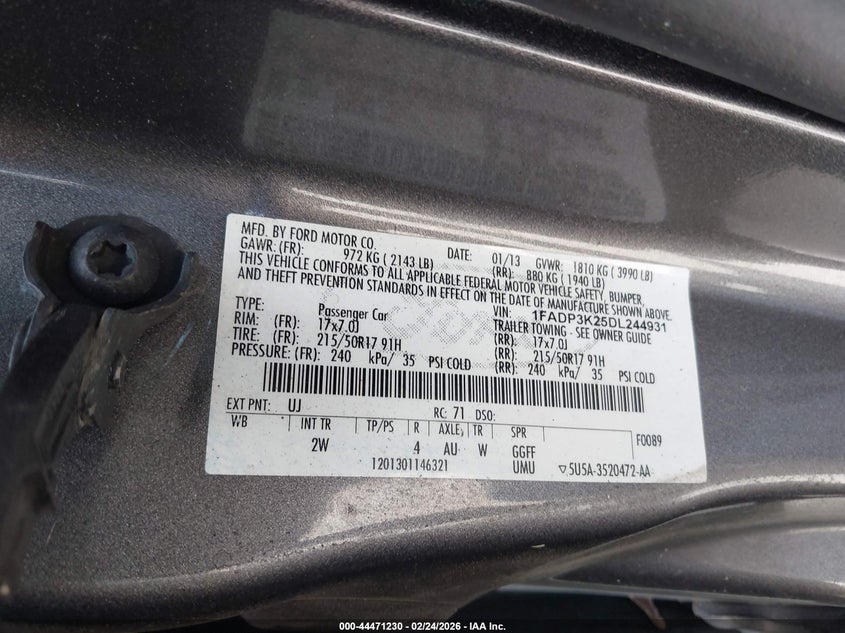 MFD. BY FORD MOTOR CO. DATE: 01/13 GVWR: 1810 KG ( 3990 LB)
GAWR: (FR): 972 KG ( 2143 LB) (RR): 880 KG ( 1940 LB)
THIS VEHICLE CONFORMS TO ALL APPLICABLE FEDERAL MOTOR VEHICLE SAFETY, BUMPER,
AND THEFT PREVENTION STANDARDS IN EFFECT ON THE DATE OF MANUFACTURE SHOWN ABOVE.
VIN: 1FADP3K25DL244931
TYPE: Passenger Car TRAILER TOWING - SEE OWNER GUIDE
RIM: (FR): 17x7.0J (RR): 17x7.0J
TIRE: (FR): 215/50R17 91H (RR): 215/50R17 91H
PRESSURE: (FR): 240 kPa/ 35 PSI COLD (RR): 240 kPa/ 35 PSI COLD
EXT PNT: UJ RC: 71 DSO: F0089
WB INT TR TP/PS R AXLE TR SPR
2W 4 AU W GGFF
1201301146321 UMU ▽5U5A-3520472-AA
000-44471230 - 02/24/2026 - IAA Inc.